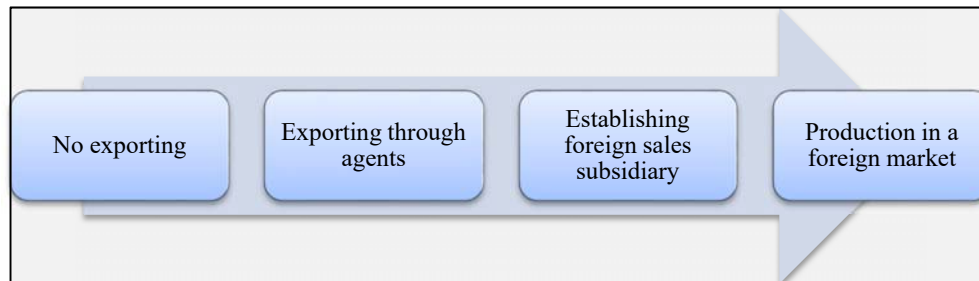 No exporting
Exporting through
agents
Establishing
foreign sales
subsidiary
Production in a
foreign market